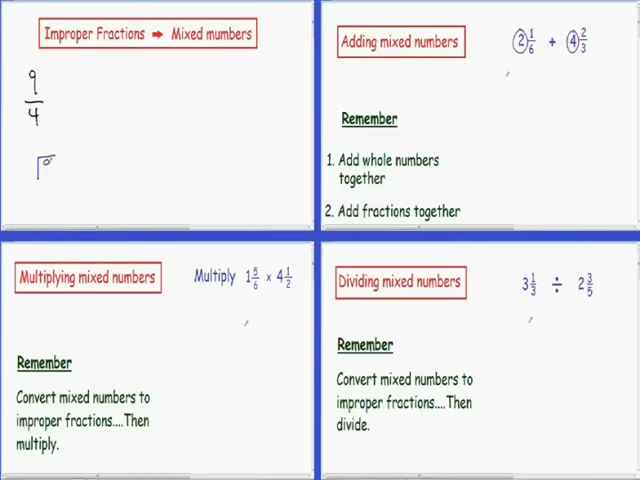 Improper Fractions ➡ Mixed mumbers
9
4
Adding mixed numbers
2 1/6 + 4 2/3
Remember
1. Add whole numbers
together
2. Add fractions together
Multiplying mixed numbers
Multiply 1 5/6 × 4 1/2
Remember
Convert mixed numbers to
improper fractions....Then
multiply.
Dividing mixed numbers
3 1/3 ÷ 2 3/5
Remember
Convert mixed numbers to
improper fractions....Then
divide.